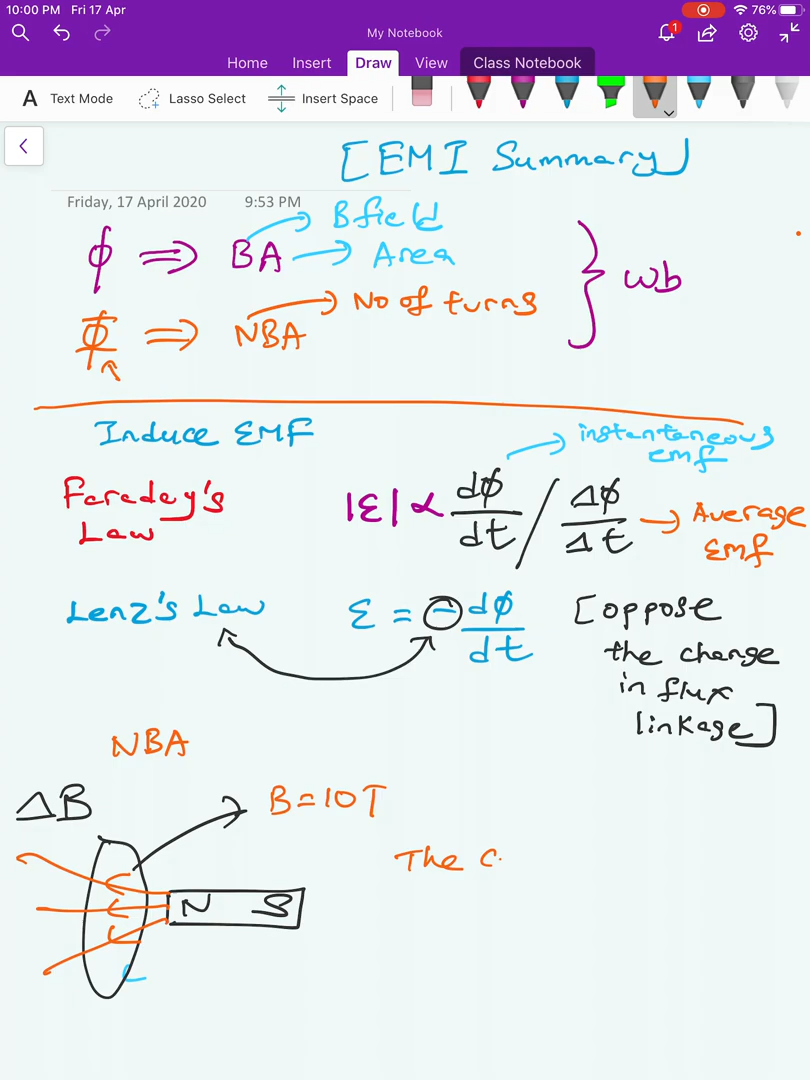 10:00 PM Fri 17 Apr
76%
My Notebook
1
Home Insert Draw View Class Notebook
A Text Mode Lasso Select Insert Space
[EMI Summary]
Friday, 17 April 2020 9:53 PM
B field
ϕ ⇒ BA → Area
} Wb
No of turns
Φ ⇒ NBA
Induce EMF
instantaneous
emf
Faraday's
Law
|ε| ∝ dϕ/dt / Δϕ/Δt → Average
Emf
Lenz's Law ε = - dϕ/dt [oppose
the change
in flux
linkage]
NBA
ΔB
B=10T
The C
N S